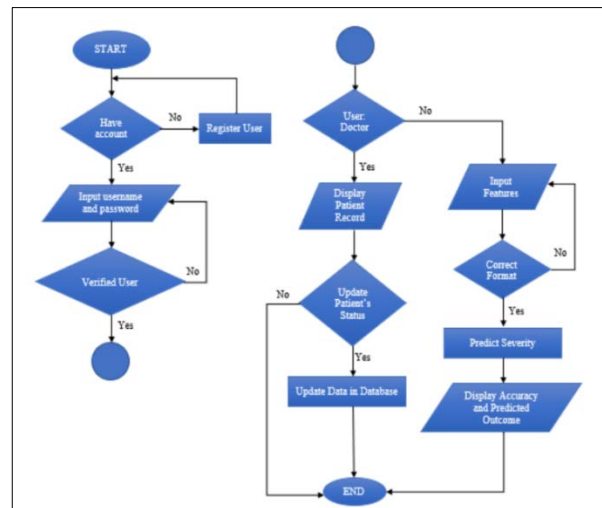 START
Have
account
No
Register User
Yes
Input username
and password
Verified User
No
Yes
User:
Doctor
No
Yes
Display
Patient
Record
Update
Patient's
Status
No
Yes
Update Data in Database
Input
Features
Correct
Format
No
Yes
Predict Severity
Display Accuracy
and Predicted
Outcome
END